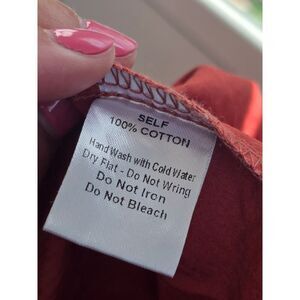 SELF
100% COTTON
Hand Wash with Cold Water
Dry Flat - Do Not Wring
Do Not Iron
Do Not Bleach